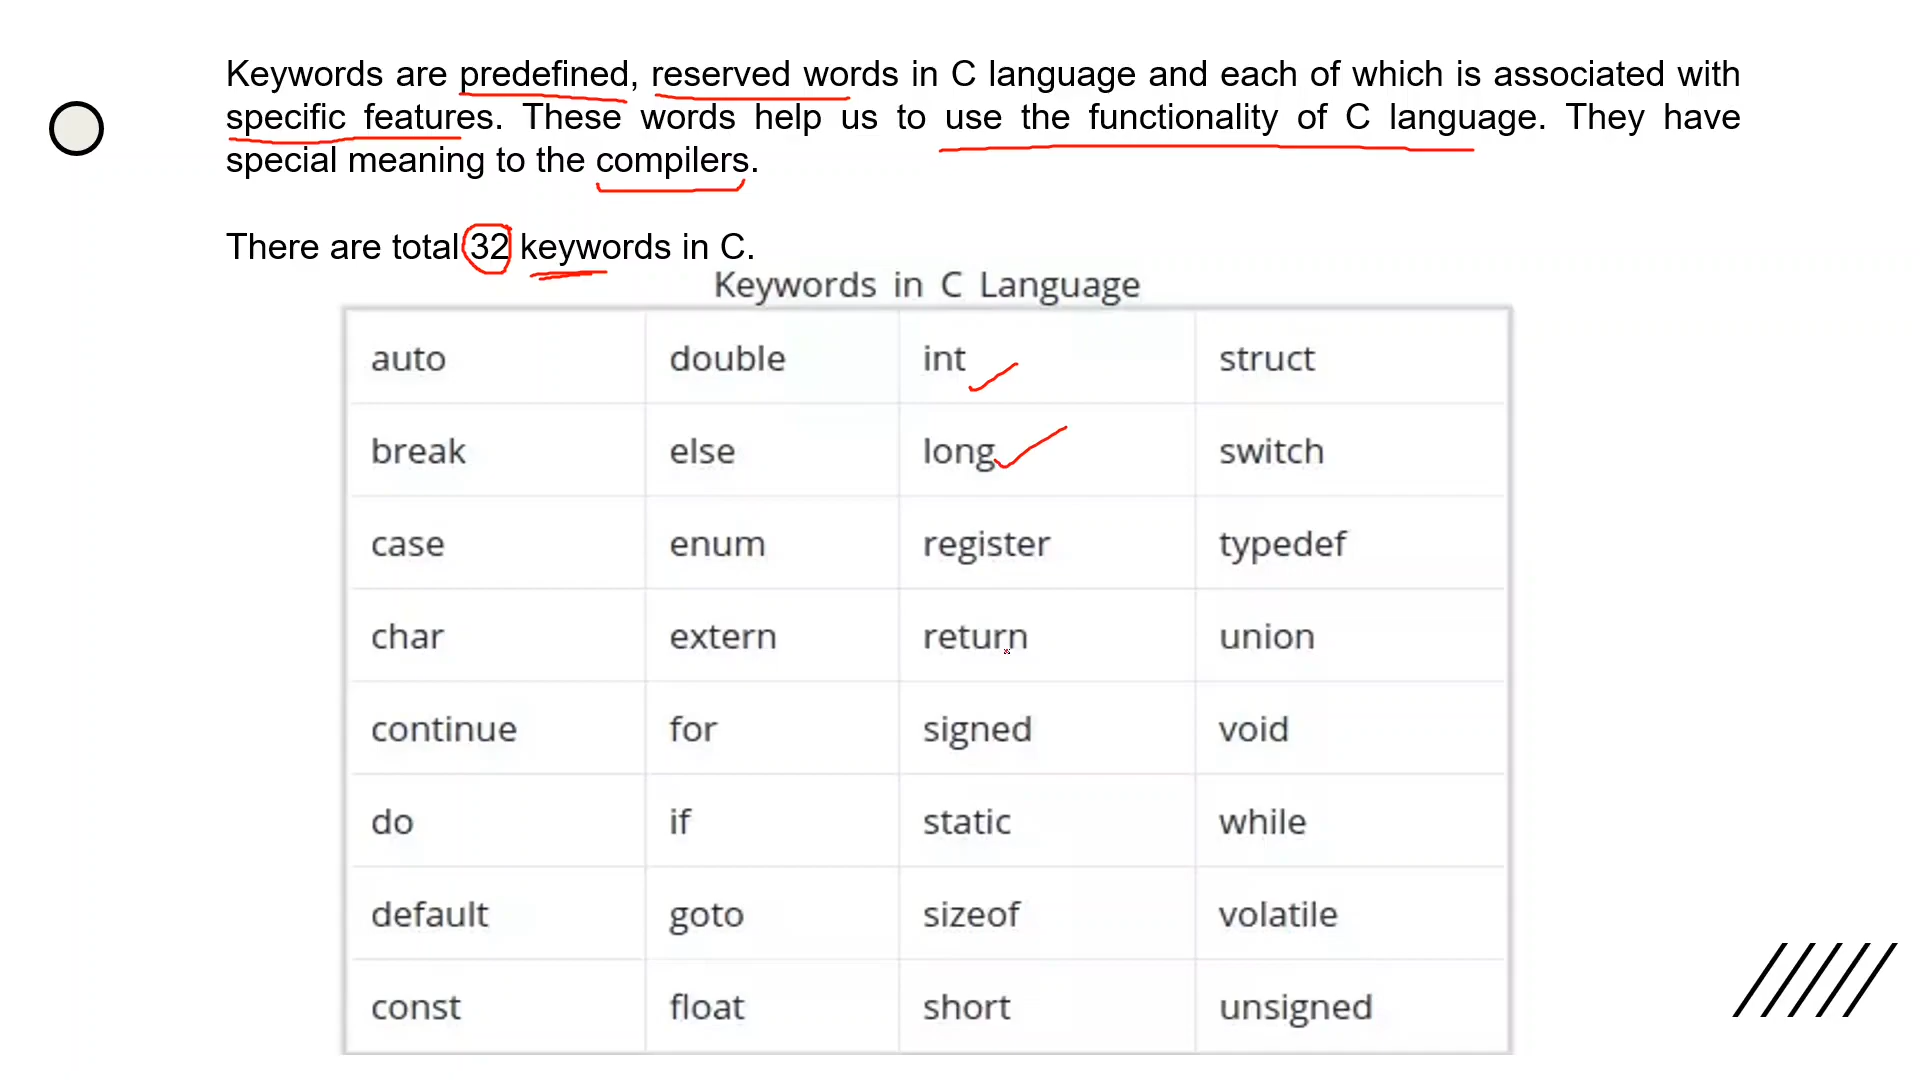 Keywords are predefined, reserved words in C language and each of which is associated with
specific features. These words help us to use the functionality of C language. They have
special meaning to the compilers.
There are total 32 keywords in C.
Keywords in C Language
auto double int struct
break else long switch
case enum register typedef
char extern return union
continue for signed void
do if static while
default goto sizeof volatile
const float short unsigned